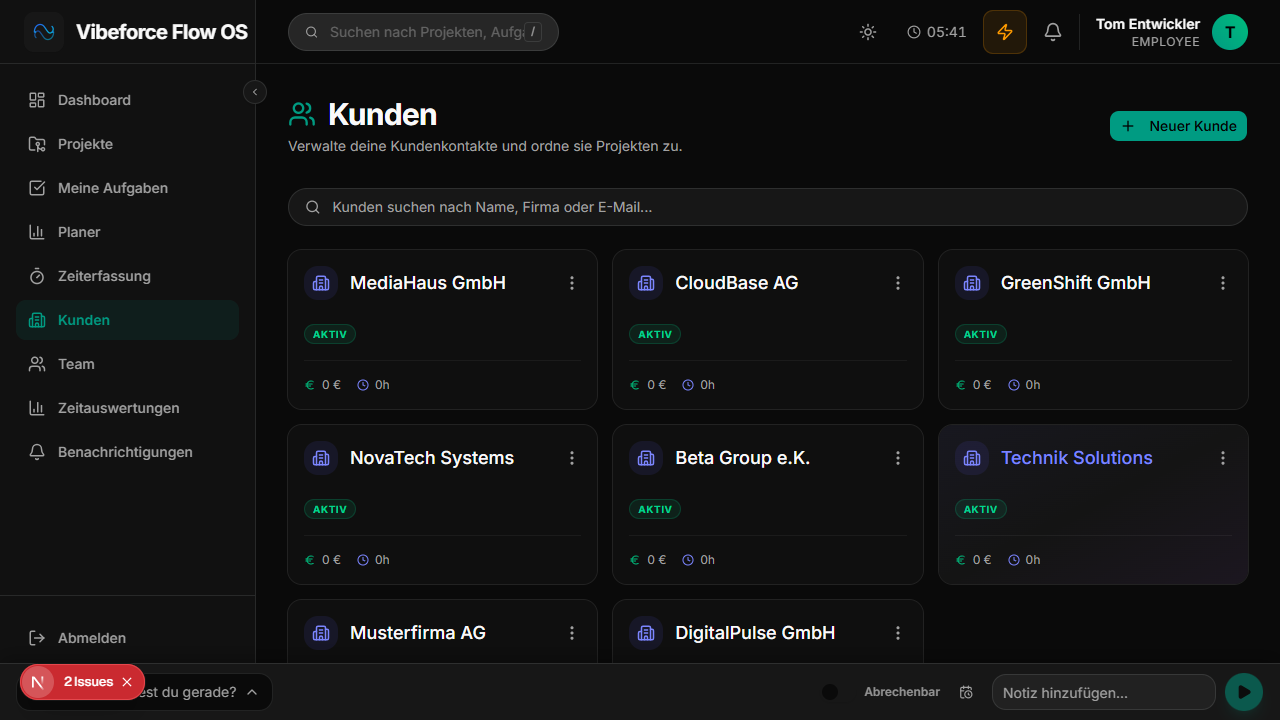 Vibeforce Flow OS
Suchen nach Projekten, Aufga
/
05:41
Tom Entwickler
EMPLOYEE
T
Dashboard
Projekte
Meine Aufgaben
Planer
Zeiterfassung
Kunden
Team
Zeitauswertungen
Benachrichtigungen
Abmelden
Kunden
Verwalte deine Kundenkontakte und ordne sie Projekten zu.
Neuer Kunde
Kunden suchen nach Name, Firma oder E-Mail...
MediaHaus GmbH
AKTIV
€ 0 € 0h
CloudBase AG
AKTIV
€ 0 € 0h
GreenShift GmbH
AKTIV
€ 0 € 0h
NovaTech Systems
AKTIV
€ 0 € 0h
Beta Group e.K.
AKTIV
€ 0 € 0h
Technik Solutions
AKTIV
€ 0 € 0h
Musterfirma AG
DigitalPulse GmbH
N 2 Issues
est du gerade?
Abrechenbar
Notiz hinzufügen...